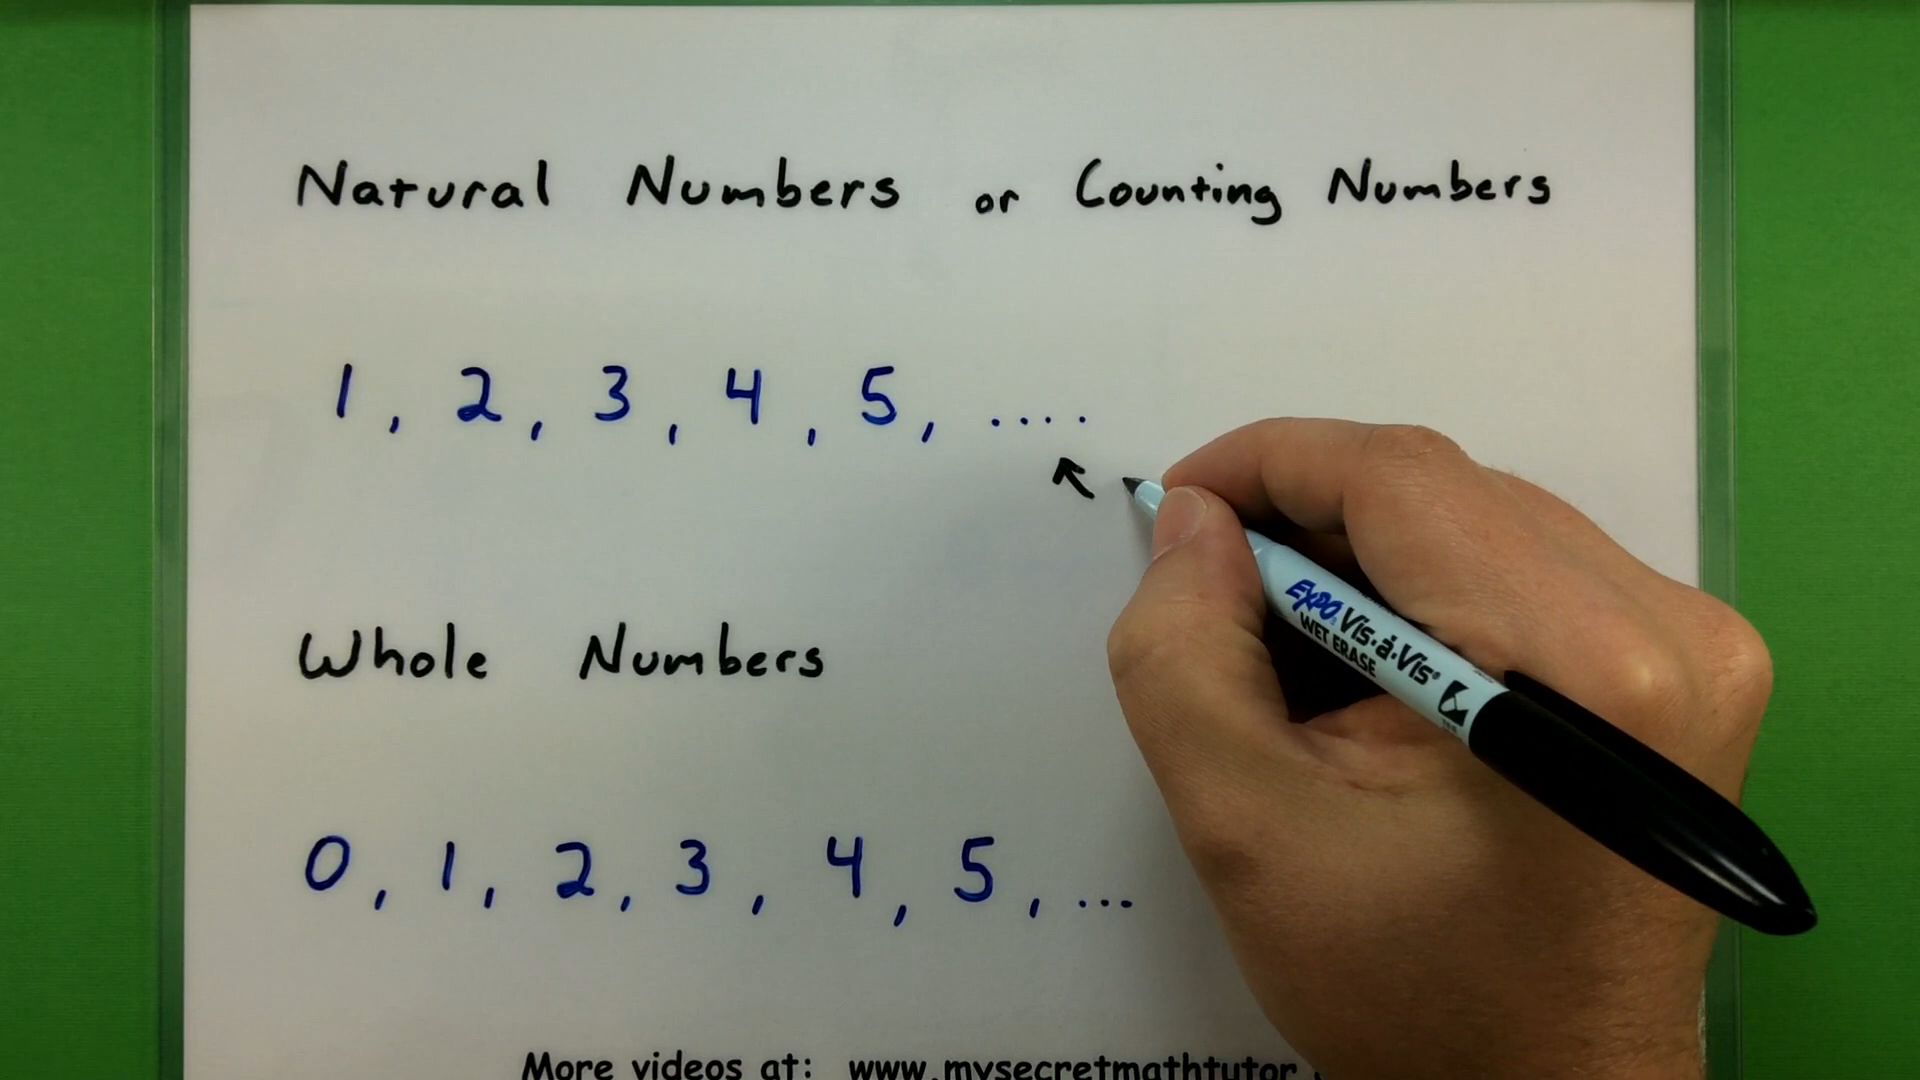 Natural Numbers or Counting Numbers
1, 2, 3, 4, 5, ....
EXPO Vis·à·Vis®
WET ERASE
Whole Numbers
0, 1, 2, 3, 4, 5, ...
More videos at: www.mysecretmathtutor